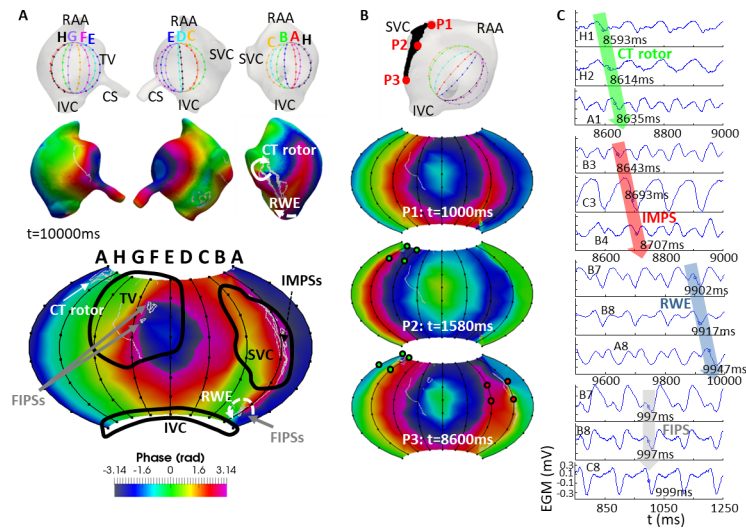 A
RAA
RAA
RAA
H G F E
E D C
C B A H
TV
SVC
SVC
IVC
CS
CS
IVC
IVC
CT rotor
RWE
t=10000ms
A H G F E D C B A
IMPSs
TV
CT rotor
SVC
FIPSs
RWE
IVC
FIPSs
Phase (rad)
-3.14 -1.6 0 1.6 3.14
B
SVC
P1
RAA
P2
P3
IVC
P1: t=1000ms
P2: t=1580ms
P3: t=8600ms
C
H1
8593ms
CT rotor
H2
8614ms
A1
8635ms
8600 8800 9000
B3
8643ms
C3
8693ms
IMPS
B4
8707ms
8600 8800 9000
B7
9902ms
RWE
B8
9917ms
A8
9947ms
9600 9800 10000
B7
997ms
B8
FIPS
997ms
C8
999ms
EGM (mV)
0.3
0.1
-0.1
-0.3
800 950 1100 1250
t (ms)